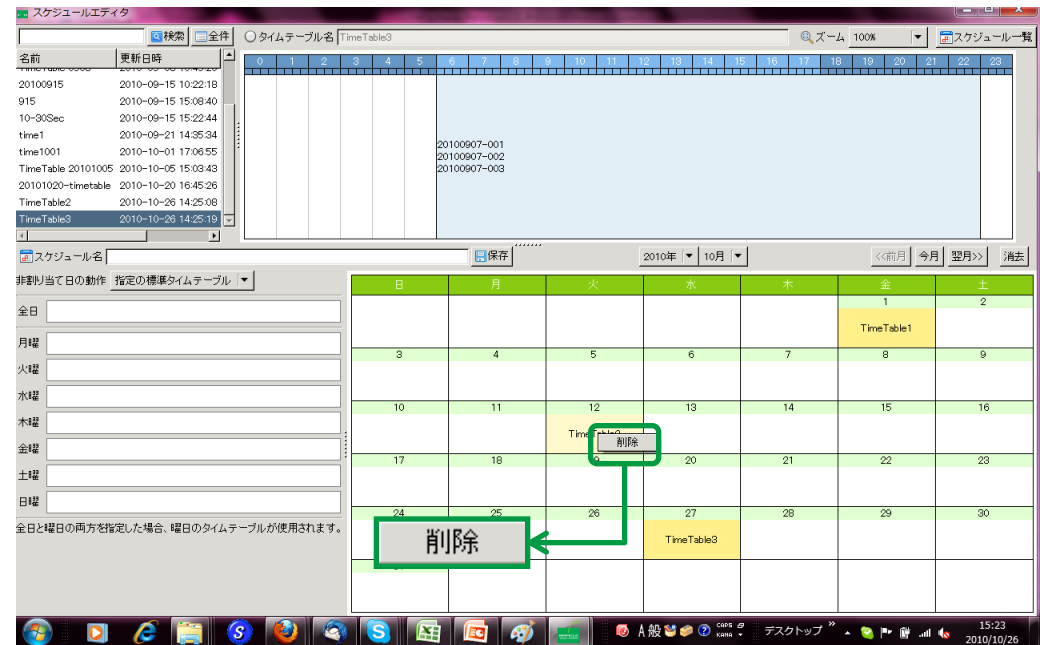 スケジュールエディタ
検索 全件 タイムテーブル名 TimeTable3 ズーム 100% スケジュール一覧
名前 更新日時
0 1 2 3 4 5 6 7 8 9 10 11 12 13 14 15 16 17 18 19 20 21 22 23
20100915 2010-09-15 10:22:18
915 2010-09-15 15:08:40
10-30Sec 2010-09-15 15:22:44
time1 2010-09-21 14:35:34
time1001 2010-10-01 17:06:55
TimeTable 20101005 2010-10-05 15:03:43
20101020-timetable 2010-10-20 16:45:26
TimeTable2 2010-10-26 14:25:08
TimeTable3 2010-10-26 14:25:19
20100907-001
20100907-002
20100907-003
スケジュール名 保存 2010年 10月 <<前月 今月 翌月>> 消去
非割り当て日の動作 指定の標準タイムテーブル
全日
月曜
火曜
水曜
木曜
金曜
土曜
日曜
全日と曜日の両方を指定した場合、曜日のタイムテーブルが使用されます。
日 月 火 水 木 金 土
1 2
TimeTable1
3 4 5 6 7 8 9
10 11 12 13 14 15 16
削除
17 18 20 21 22 23
24 25 26 27 28 29 30
削除
TimeTable3
A 般 CAPS KANA デスクトップ 15:23
2010/10/26